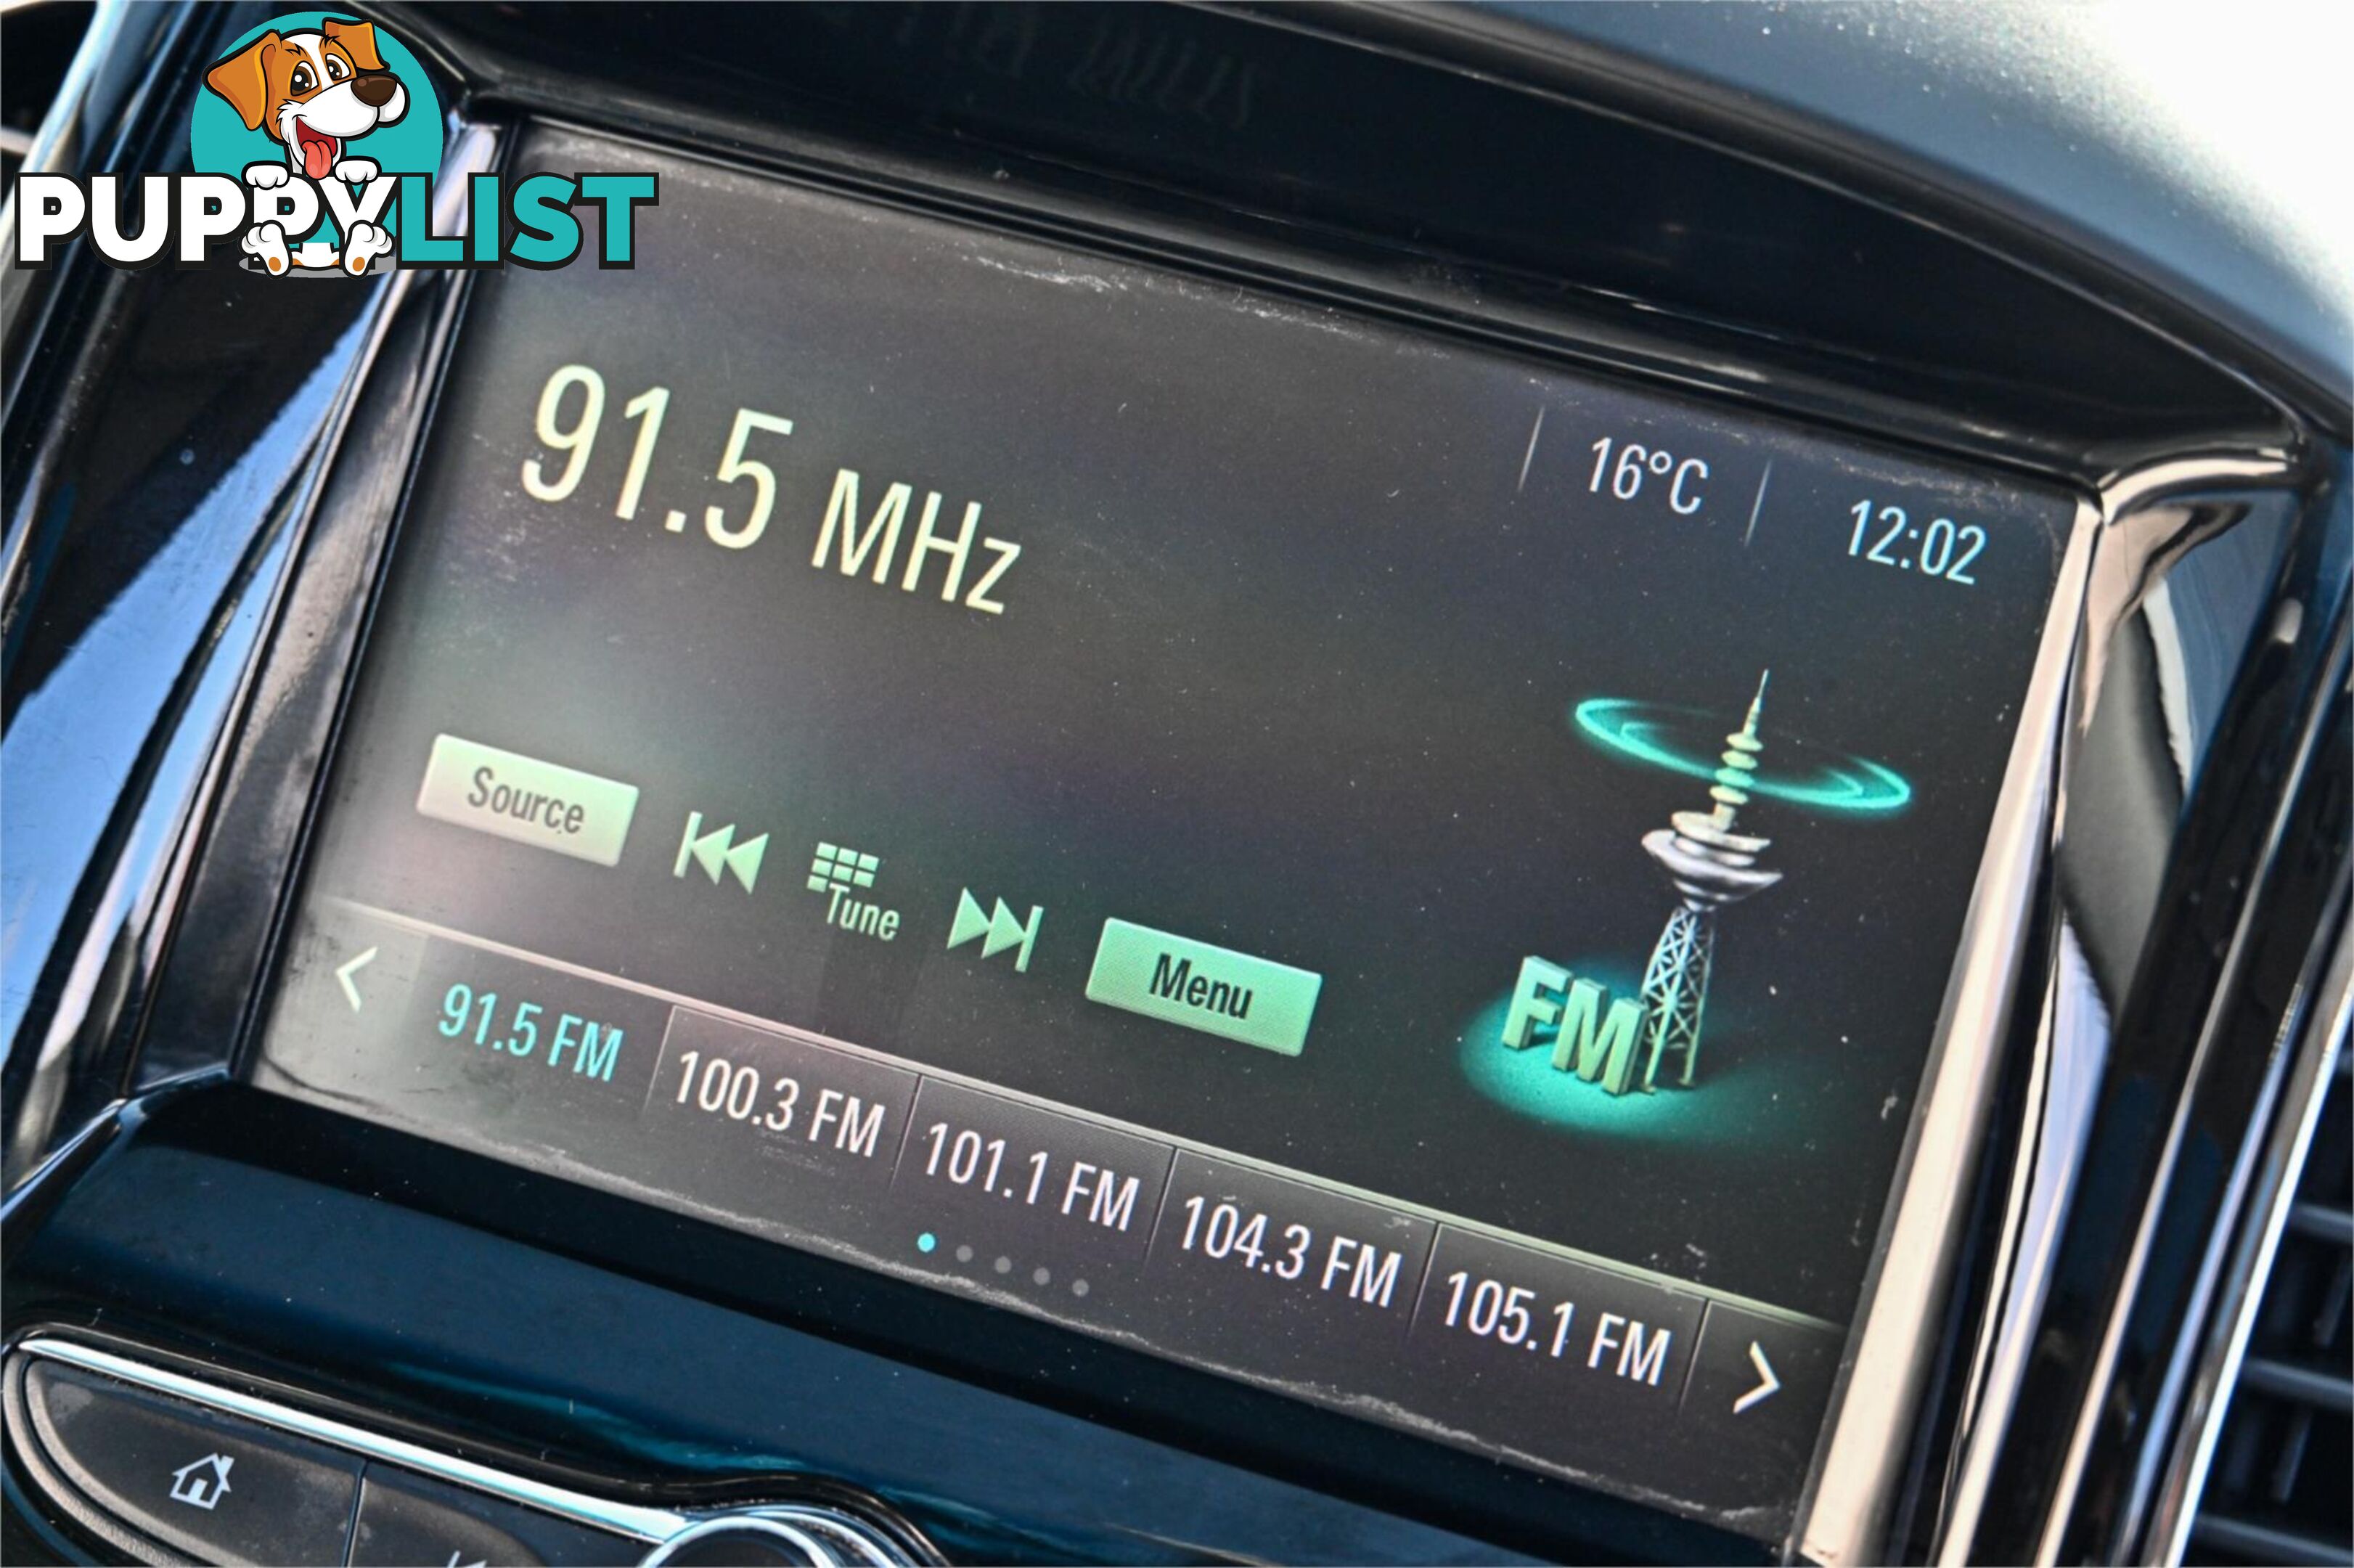 PUPPYLIST
91.5 MHz
16°C
12:02
Source
Tune
Menu
FM
91.5 FM
100.3 FM
101.1 FM
104.3 FM
105.1 FM